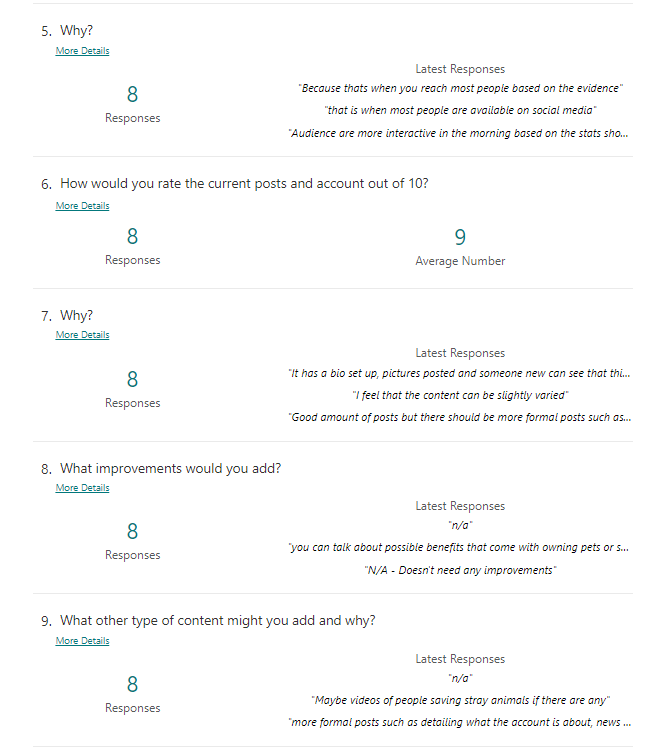 5. Why?
More Details
Latest Responses
8
Responses
"Because thats when you reach most people based on the evidence"
"that is when most people are available on social media"
"Audience are more interactive in the morning based on the stats sho...
6. How would you rate the current posts and account out of 10?
More Details
8
Responses
9
Average Number
7. Why?
More Details
Latest Responses
8
Responses
"It has a bio set up, pictures posted and someone new can see that thi...
"I feel that the content can be slightly varied"
"Good amount of posts but there should be more formal posts such as...
8. What improvements would you add?
More Details
Latest Responses
8
Responses
"n/a"
"you can talk about possible benefits that come with owning pets or s...
"N/A - Doesn't need any improvements"
9. What other type of content might you add and why?
More Details
Latest Responses
8
Responses
"n/a"
"Maybe videos of people saving stray animals if there are any"
"more formal posts such as detailing what the account is about, news ...